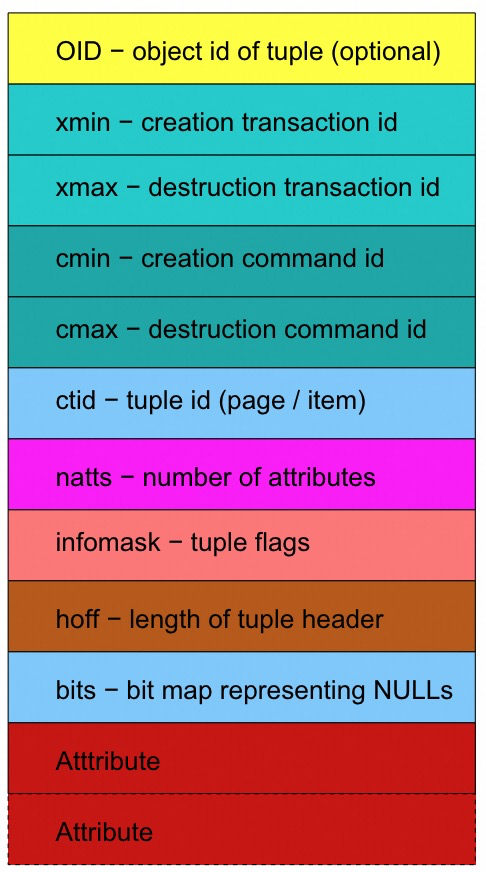 OID − object id of tuple (optional)
xmin − creation transaction id
xmax − destruction transaction id
cmin − creation command id
cmax − destruction command id
ctid − tuple id (page / item)
natts − number of attributes
infomask − tuple flags
hoff − length of tuple header
bits − bit map representing NULLs
Atttribute
Attribute